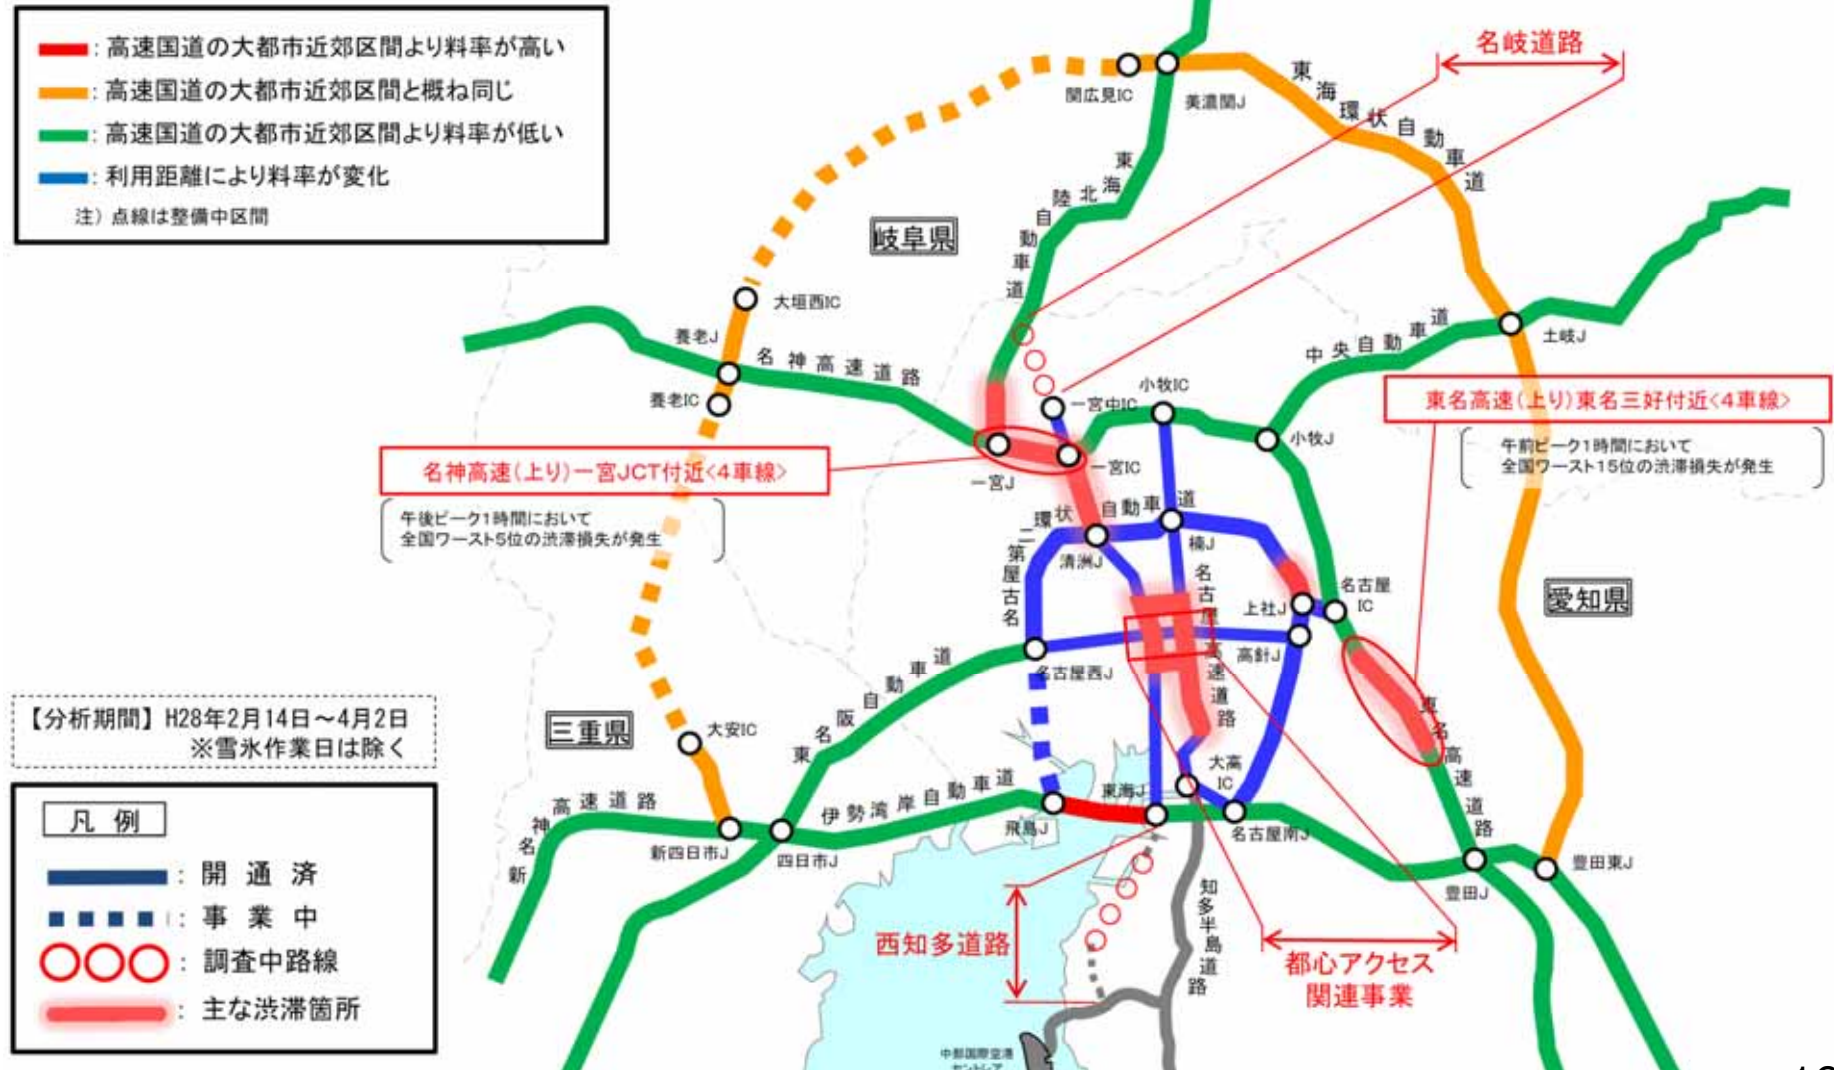 :高速国道の大都市近郊区間より料率が高い
:高速国道の大都市近郊区間と概ね同じ
:高速国道の大都市近郊区間より料率が低い
:利用距離により料率が変化
注）点線は整備中区間
名岐道路
関広見IC
美濃関J
東海環状自動車道
東海北陸自動車道
岐阜県
大垣西IC
養老J
名神高速道路
養老IC
中央自動車道
土岐J
一宮中IC
小牧IC
小牧J
東名高速（上り）東名三好付近<4車線>
午前ピーク1時間において
全国ワースト15位の渋滞損失が発生
名神高速（上り）一宮JCT付近<4車線>
午後ピーク1時間において
全国ワースト5位の渋滞損失が発生
一宮J
一宮IC
名古屋第二環状自動車道
清洲J
楠J
名古屋高速道路
上社J
名古屋
IC
高針J
愛知県
名古屋西J
東名阪自動車道
東名高速道路
【分析期間】H28年2月14日～4月2日
※雪氷作業日は除く
三重県
大安IC
新名神高速道路
新四日市J
四日市J
伊勢湾岸自動車道
飛島J
東海J
大高
IC
名古屋南J
豊田J
豊田東J
知多半島道路
西知多道路
都心アクセス
関連事業
中部国際空港
セントレア
凡 例
: 開 通 済
: 事 業 中
: 調査中路線
: 主な渋滞箇所